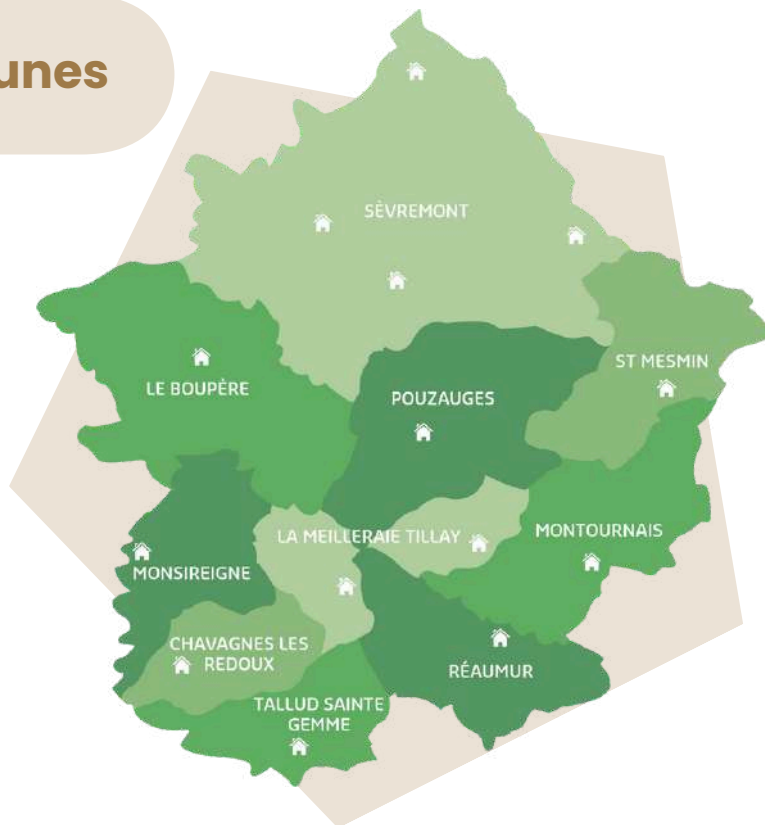 unes
SÈVREMONT
ST MESMIN
LE BOUPÈRE
POUZAUGES
LA MEILLERAIE TILLAY
MONTOURNAIS
MONSIREIGNE
CHAVAGNES LES
REDOUX
RÉAUMUR
TALLUD SAINTE
GEMME